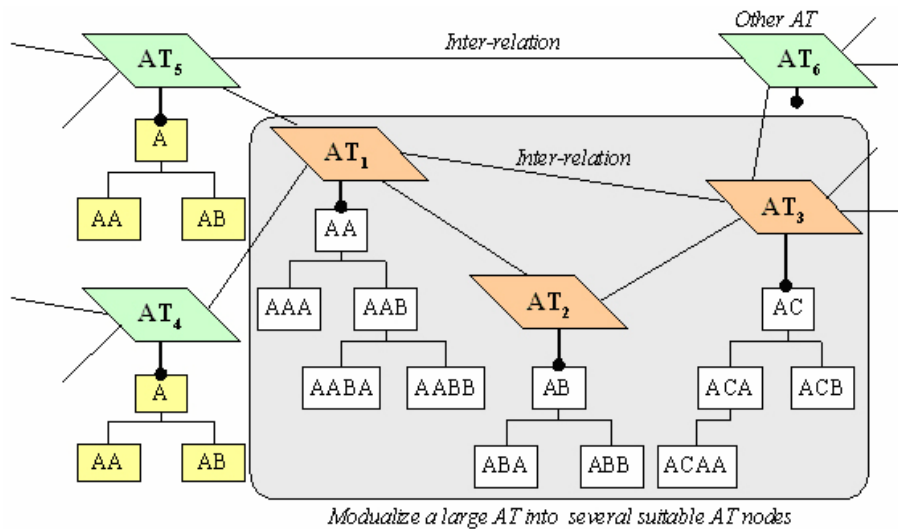 Other AT
Inter-relation
AT5
AT6
A
AT1
Inter-relation
AA
AB
AT3
AA
AT4
AAA
AAB
AT2
AC
A
AABA
AABB
AB
ACA
ACB
AA
AB
ABA
ABB
ACAA
Modualize a large AT into several suitable AT nodes